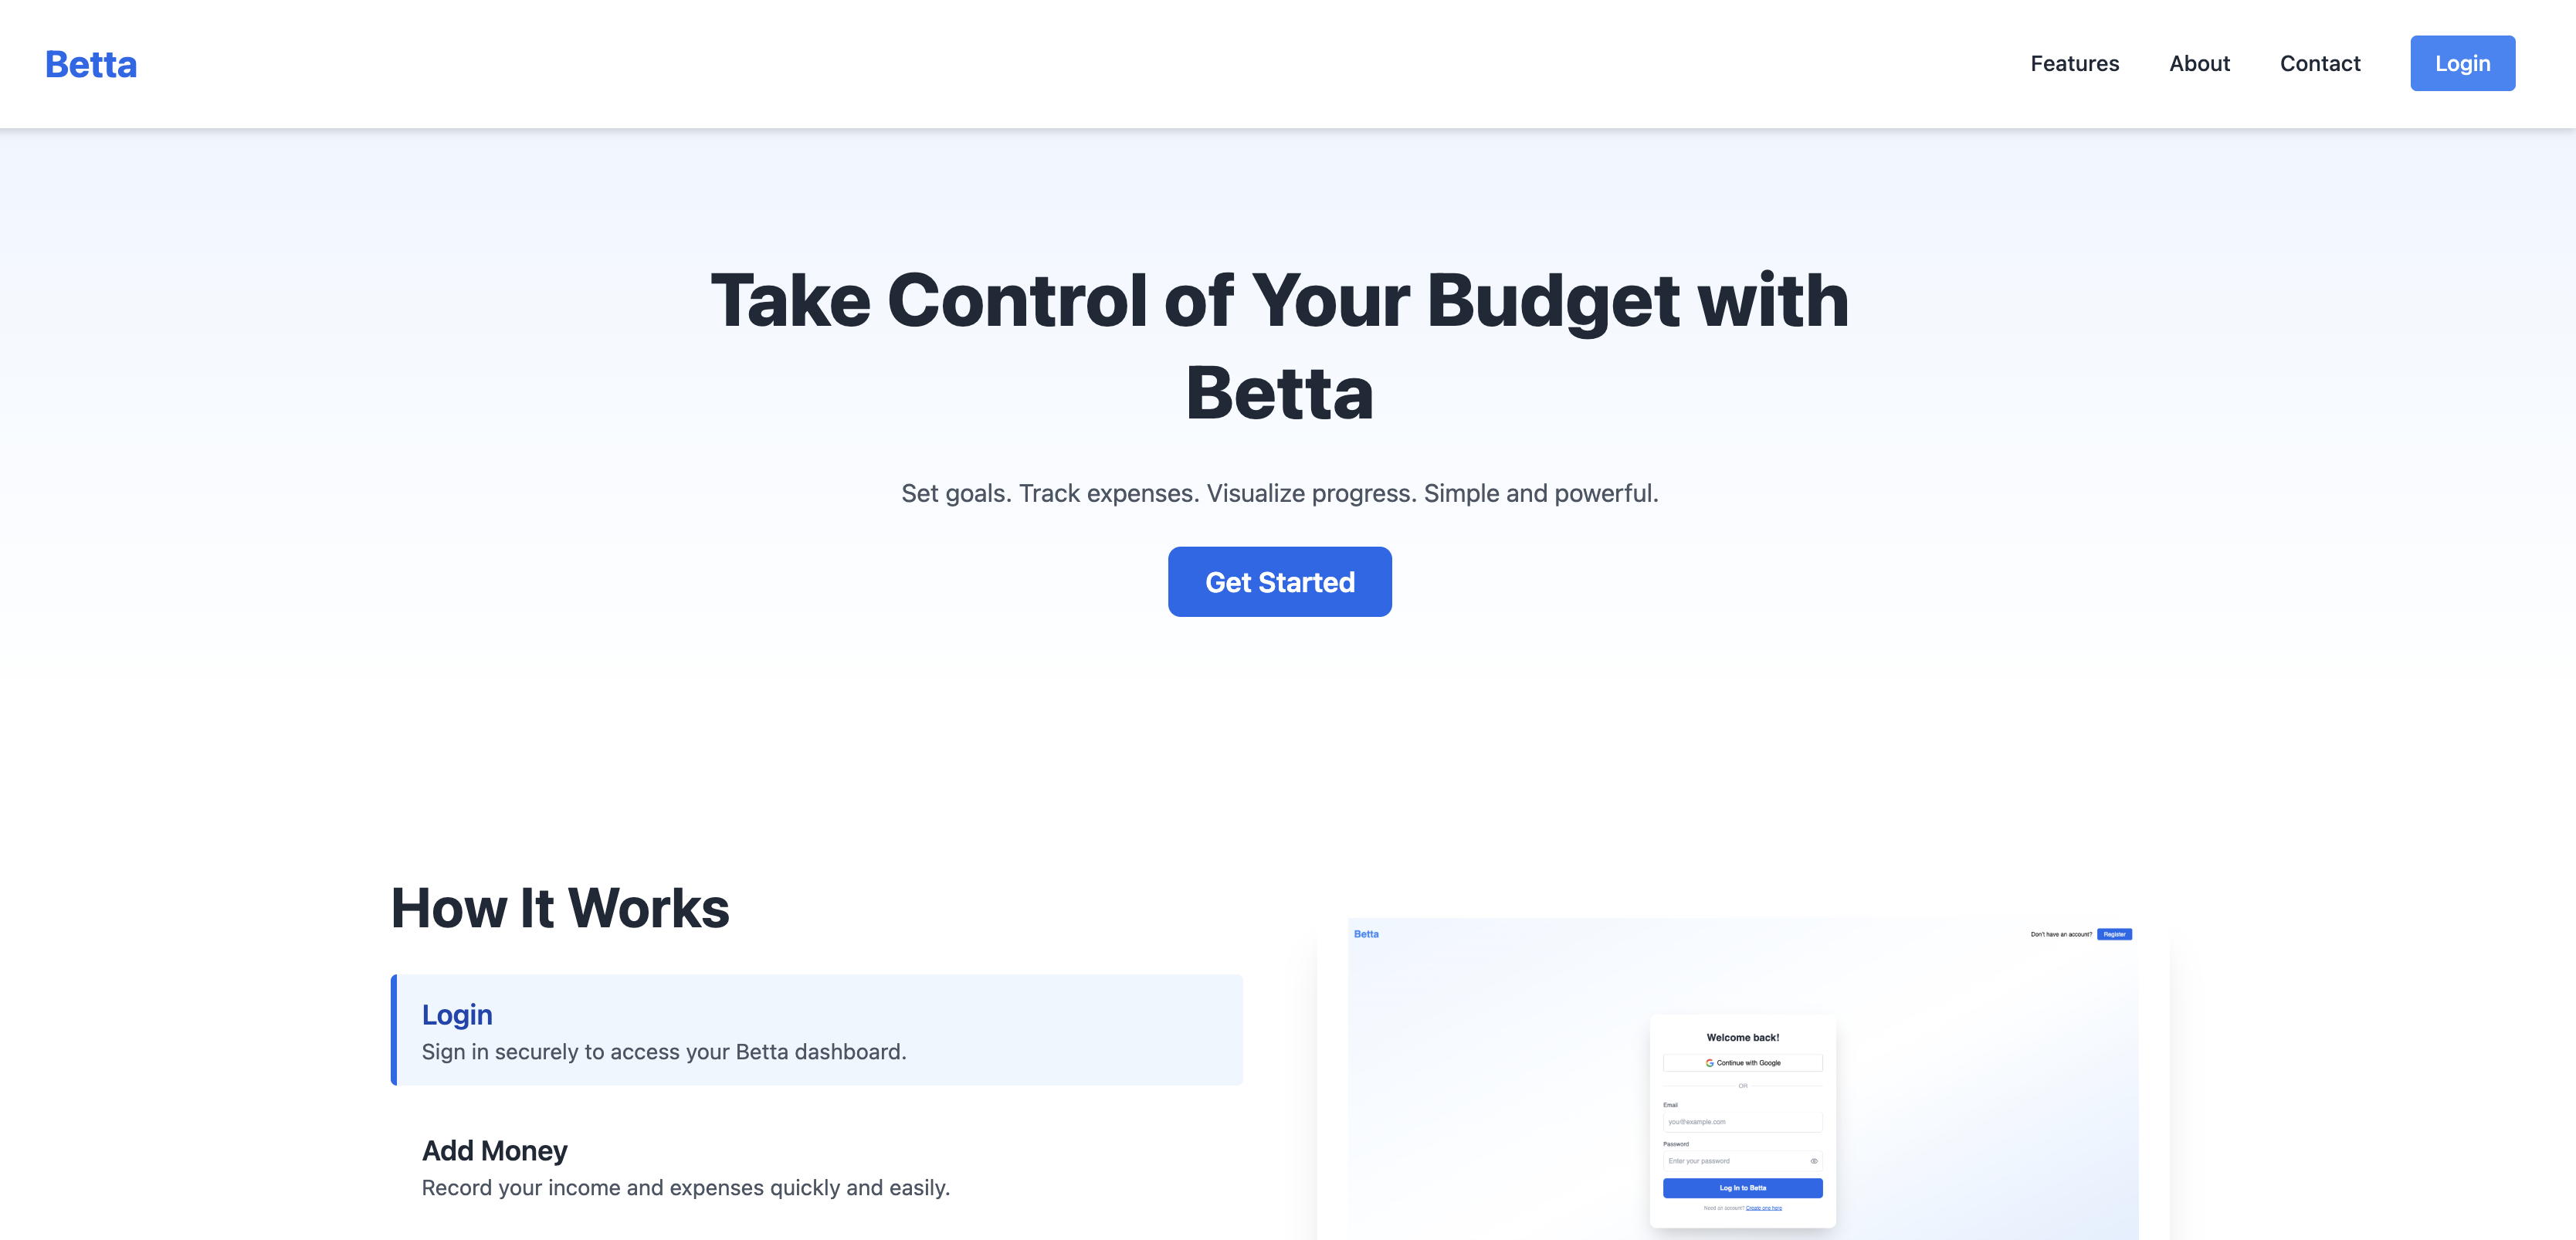 Betta
Features
About
Contact
Login
Take Control of Your Budget with
Betta
Set goals. Track expenses. Visualize progress. Simple and powerful.
Get Started
How It Works
Login
Sign in securely to access your Betta dashboard.
Add Money
Record your income and expenses quickly and easily.
Betta
Don't have an account?
Register
Welcome back!
Continue with Google
OR
Email
you@example.com
Password
Enter your password
Log In to Betta
Need an account? Create one here